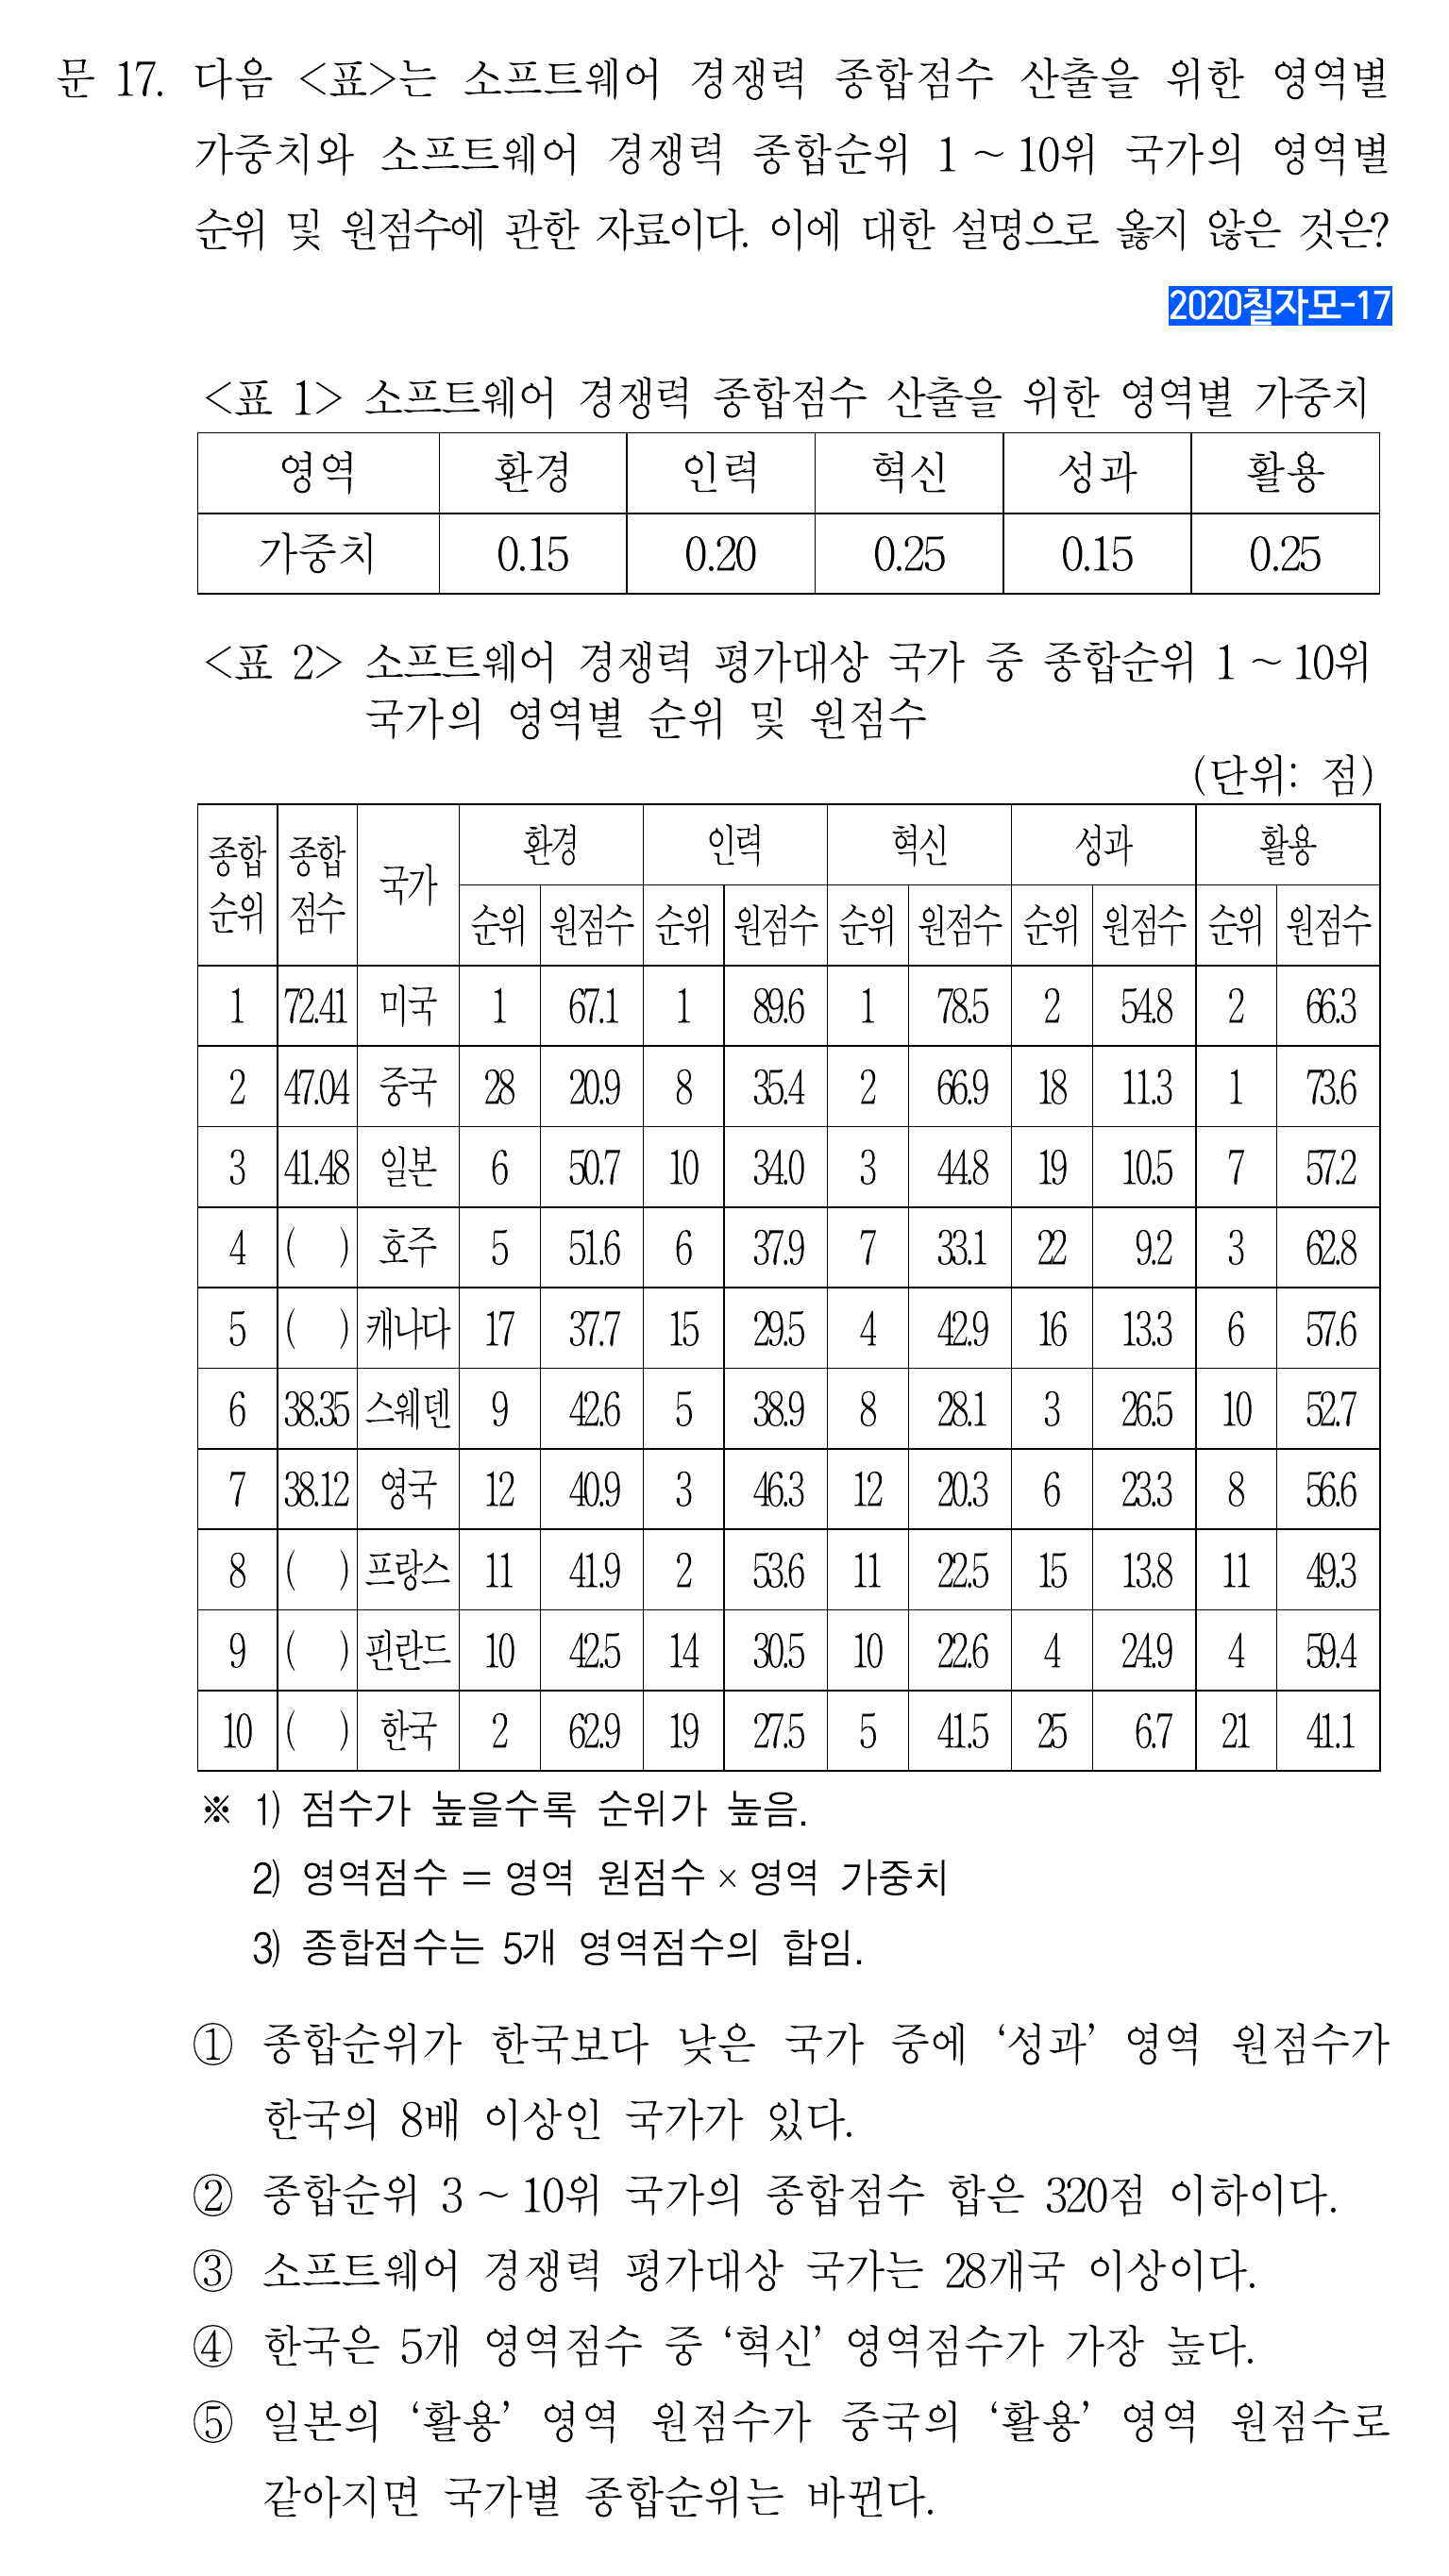 문 17. 다음 <표>는 소프트웨어 경쟁력 종합점수 산출을 위한 영역별
가중치와 소프트웨어 경쟁력 종합순위 1 ~ 10위 국가의 영역별
순위 및 원점수에 관한 자료이다. 이에 대한 설명으로 옳지 않은 것은?
2020칠자모-17
<표 1> 소프트웨어 경쟁력 종합점수 산출을 위한 영역별 가중치
영역 환경 인력 혁신 성과 활용
가중치 0.15 0.20 0.25 0.15 0.25
<표 2> 소프트웨어 경쟁력 평가대상 국가 중 종합순위 1 ~ 10위
국가의 영역별 순위 및 원점수
(단위: 점)
종합순위 종합점수 국가 환경 인력 혁신 성과 활용
순위 원점수 순위 원점수 순위 원점수 순위 원점수 순위 원점수
1 72.41 미국 1 67.1 1 89.6 1 78.5 2 54.8 2 66.3
2 47.04 중국 28 20.9 8 35.4 2 66.9 18 11.3 1 73.6
3 41.48 일본 6 50.7 10 34.0 3 44.8 19 10.5 7 57.2
4 ( ) 호주 5 51.6 6 37.9 7 33.1 22 9.2 3 62.8
5 ( ) 캐나다 17 37.7 15 29.5 4 42.9 16 13.3 6 57.6
6 38.35 스웨덴 9 42.6 5 38.9 8 28.1 3 26.5 10 52.7
7 38.12 영국 12 40.9 3 46.3 12 20.3 6 23.3 8 56.6
8 ( ) 프랑스 11 41.9 2 53.6 11 22.5 15 13.8 11 49.3
9 ( ) 핀란드 10 42.5 14 30.5 10 22.6 4 24.9 4 59.4
10 ( ) 한국 2 62.9 19 27.5 5 41.5 25 6.7 21 41.1
※ 1) 점수가 높을수록 순위가 높음.
2) 영역점수 = 영역 원점수 × 영역 가중치
3) 종합점수는 5개 영역점수의 합임.
① 종합순위가 한국보다 낮은 국가 중에 ‘성과’ 영역 원점수가
한국의 8배 이상인 국가가 있다.
② 종합순위 3 ~ 10위 국가의 종합점수 합은 320점 이하이다.
③ 소프트웨어 경쟁력 평가대상 국가는 28개국 이상이다.
④ 한국은 5개 영역점수 중 ‘혁신’ 영역점수가 가장 높다.
⑤ 일본의 ‘활용’ 영역 원점수가 중국의 ‘활용’ 영역 원점수로
같아지면 국가별 종합순위는 바뀐다.